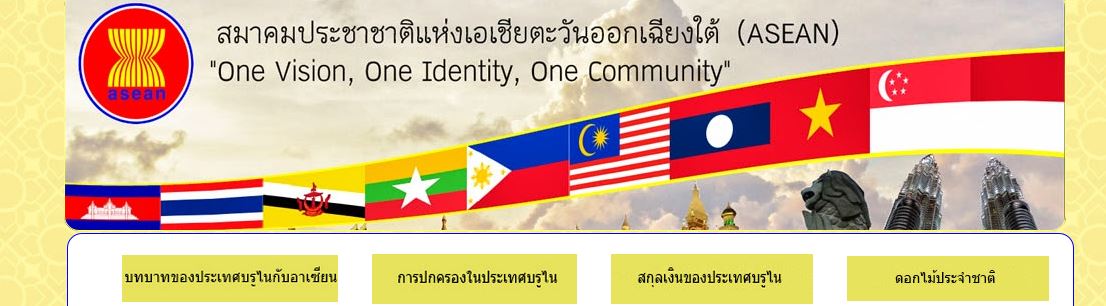 สมาคมประชาชาติแห่งเอเชียตะวันออกเฉียงใต้ (ASEAN)
"One Vision, One Identity, One Community"
asean
บทบาทของประเทศบรูไนกับอาเซียน
การปกครองในประเทศบรูไน
สกุลเงินของประเทศบรูไน
ดอกไม้ประจำชาติ